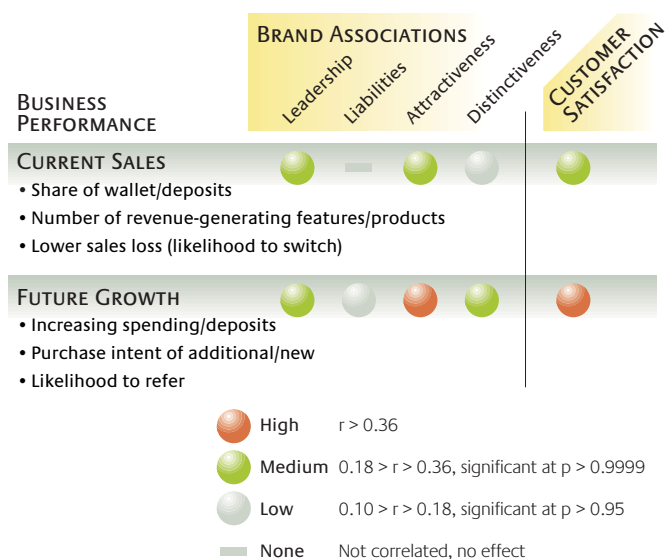 BRAND ASSOCIATIONS
Leadership
Liabilities
Attractiveness
Distinctiveness
CUSTOMER
SATISFACTION
BUSINESS
PERFORMANCE
CURRENT SALES
• Share of wallet/deposits
• Number of revenue-generating features/products
• Lower sales loss (likelihood to switch)
FUTURE GROWTH
• Increasing spending/deposits
• Purchase intent of additional/new
• Likelihood to refer
High r > 0.36
Medium 0.18 > r > 0.36, significant at p > 0.9999
Low 0.10 > r > 0.18, significant at p > 0.95
None Not correlated, no effect